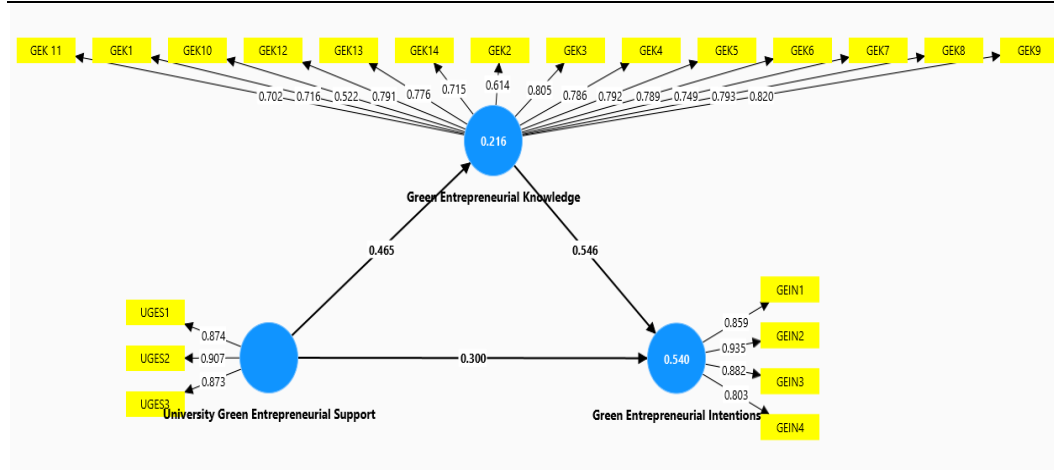 GEK 11 GEK1 GEK10 GEK12 GEK13 GEK14 GEK2 GEK3 GEK4 GEK5 GEK6 GEK7 GEK8 GEK9
0.702 0.716 0.522 0.791 0.776 0.715 0.614 0.805 0.786 0.792 0.789 0.749 0.793 0.820
0.216
Green Entrepreneurial Knowledge
0.465
0.546
UGES1
0.874
UGES2
0.907
UGES3
0.873
University Green Entrepreneurial Support
0.300
0.540
Green Entrepreneurial Intentions
GEIN1
0.859
GEIN2
0.935
GEIN3
0.882
GEIN4
0.803